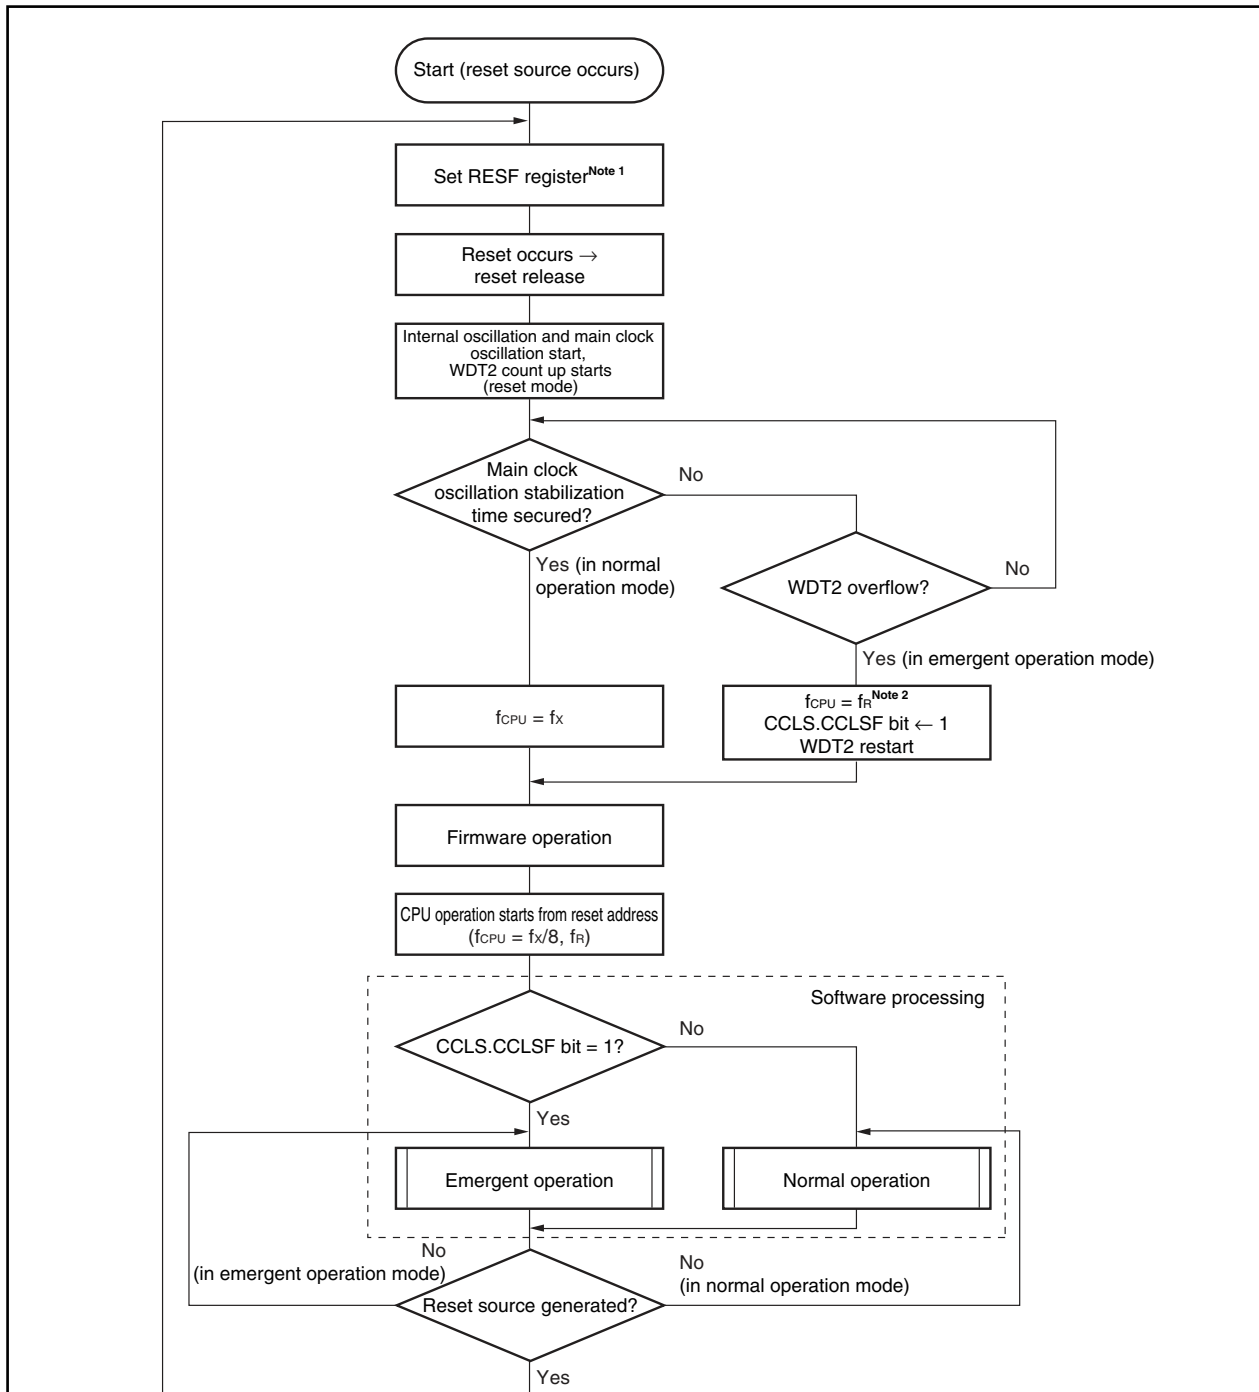 Start (reset source occurs)
Set RESF registerNote 1
Reset occurs →
reset release
Internal oscillation and main clock
oscillation start,
WDT2 count up starts
(reset mode)
Main clock
oscillation stabilization
time secured?
No
Yes (in normal
operation mode)
WDT2 overflow?
No
Yes (in emergent operation mode)
fCPU = fX
fCPU = fRNote 2
CCLS.CCLSF bit ← 1
WDT2 restart
Firmware operation
CPU operation starts from reset address
(fCPU = fX/8, fR)
Software processing
CCLS.CCLSF bit = 1?
No
Yes
Emergent operation
Normal operation
No
(in emergent operation mode)
No
(in normal operation mode)
Reset source generated?
Yes